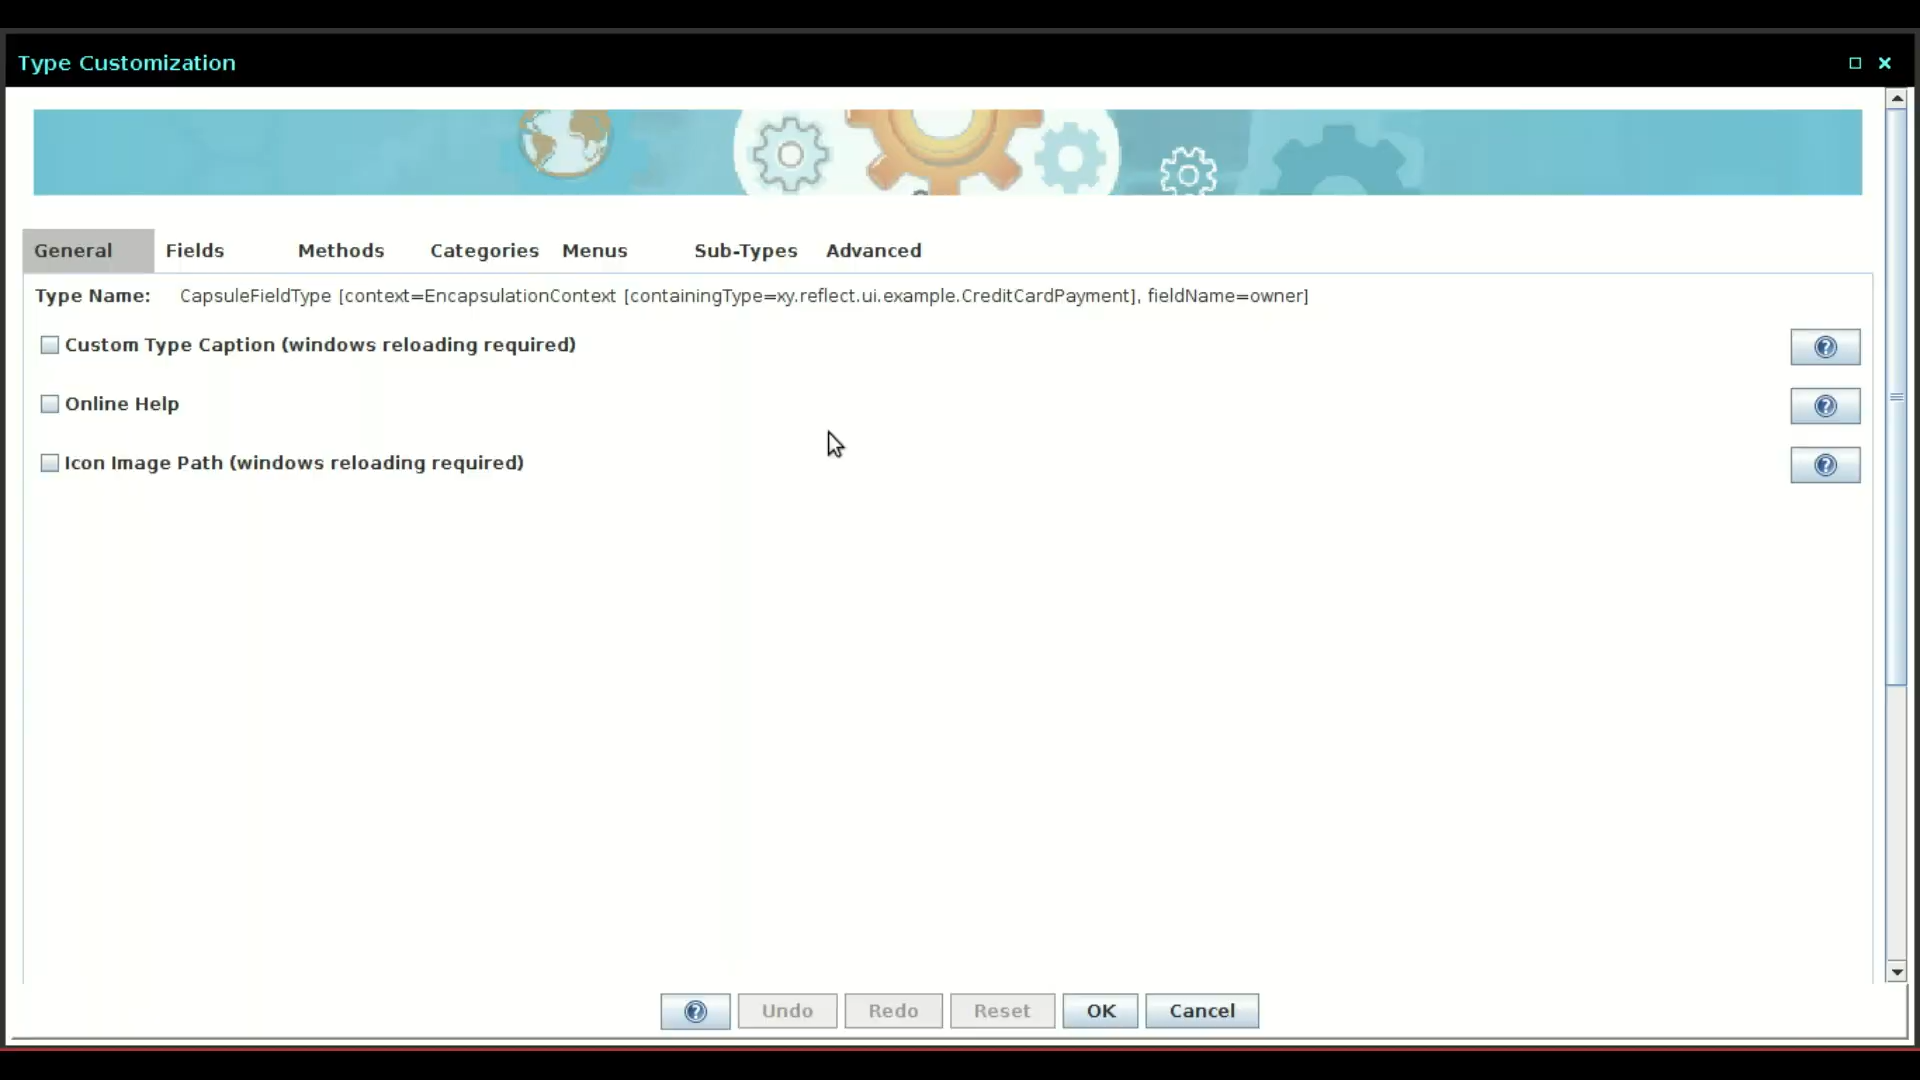 Type Customization
General Fields Methods Categories Menus Sub-Types Advanced
Type Name: CapsuleFieldType [context=EncapsulationContext [containingType=xy.reflect.ui.example.CreditCardPayment], fieldName=owner]
Custom Type Caption (windows reloading required)
Online Help
Icon Image Path (windows reloading required)
Undo Redo Reset OK Cancel